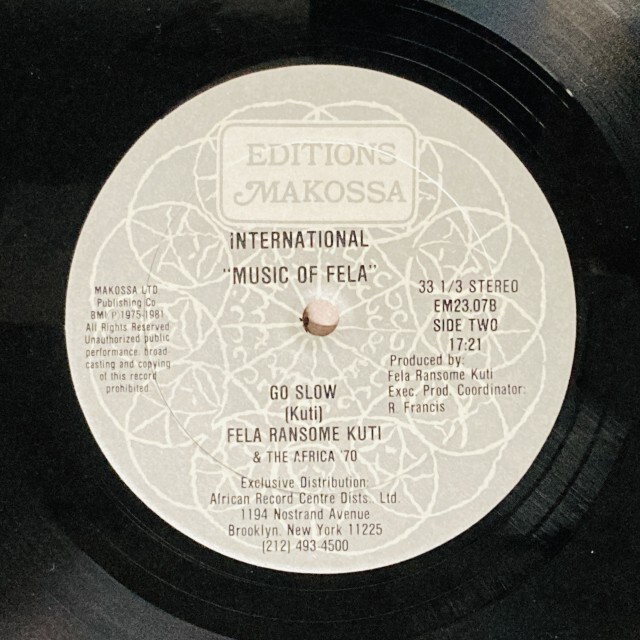 EDITIONS
MAKOSSA
iNTERNATIONAL
"MUSIC OF FELA"
MAKOSSA LTD
Publishing Co.
BMI P 1975-1981
All Rights Reserved
Unauthorized public
performance broad
casting and copying
of this record
prohibited
33 1/3 STEREO
EM23.07B
SIDE TWO
17:21
Produced by:
Fela Ransome Kuti
Exec. Prod. Coordinator:
R. Francis
GO SLOW
(Kuti)
FELA RANSOME KUTI
& THE AFRICA '70
Exclusive Distribution:
African Record Centre Dists. Ltd.
1194 Nostrand Avenue
Brooklyn, New York 11225
(212) 493-4500